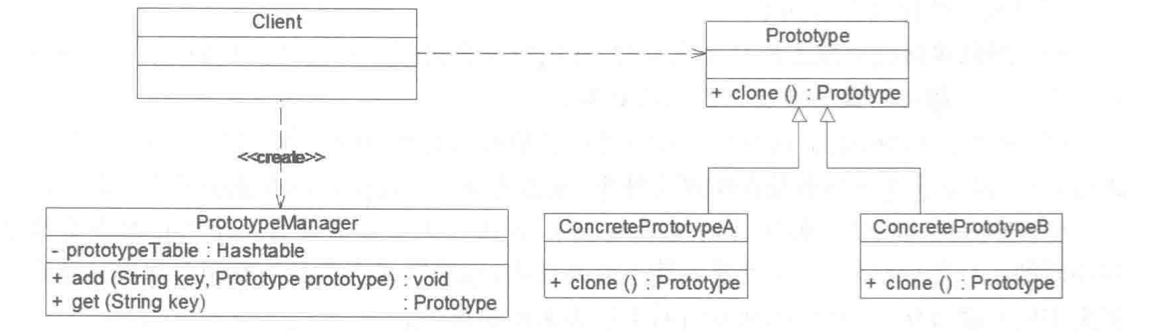 Client
Prototype
+ clone () : Prototype
<<create>>
PrototypeManager
- prototypeTable : Hashtable
+ add (String key, Prototype prototype) : void
+ get (String key) : Prototype
ConcretePrototypeA
+ clone () : Prototype
ConcretePrototypeB
+ clone () : Prototype